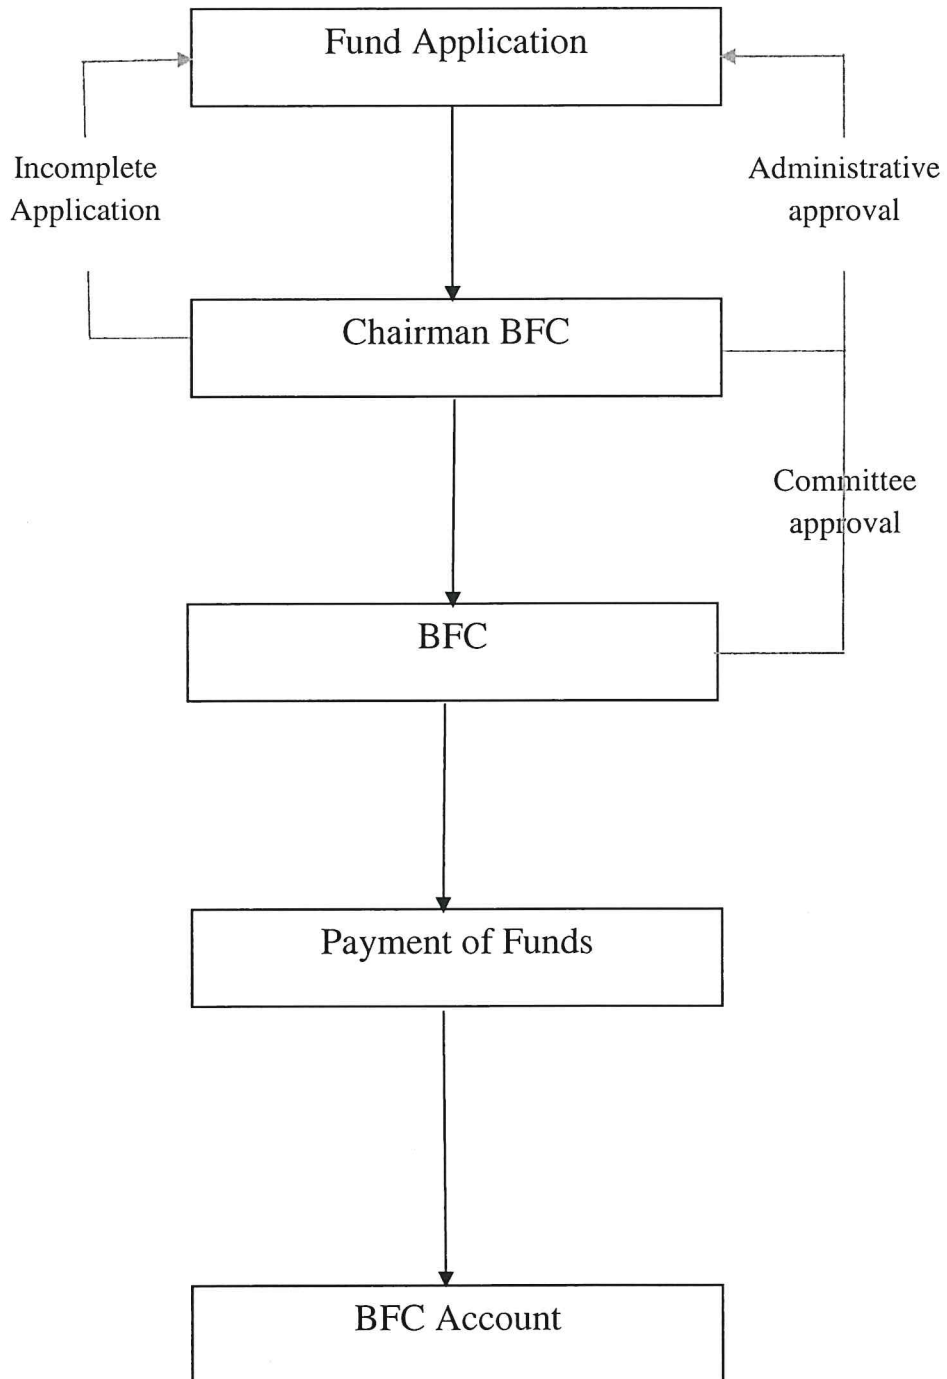 Fund Application
Incomplete
Application
Administrative
approval
Chairman BFC
Committee
approval
BFC
Payment of Funds
BFC Account